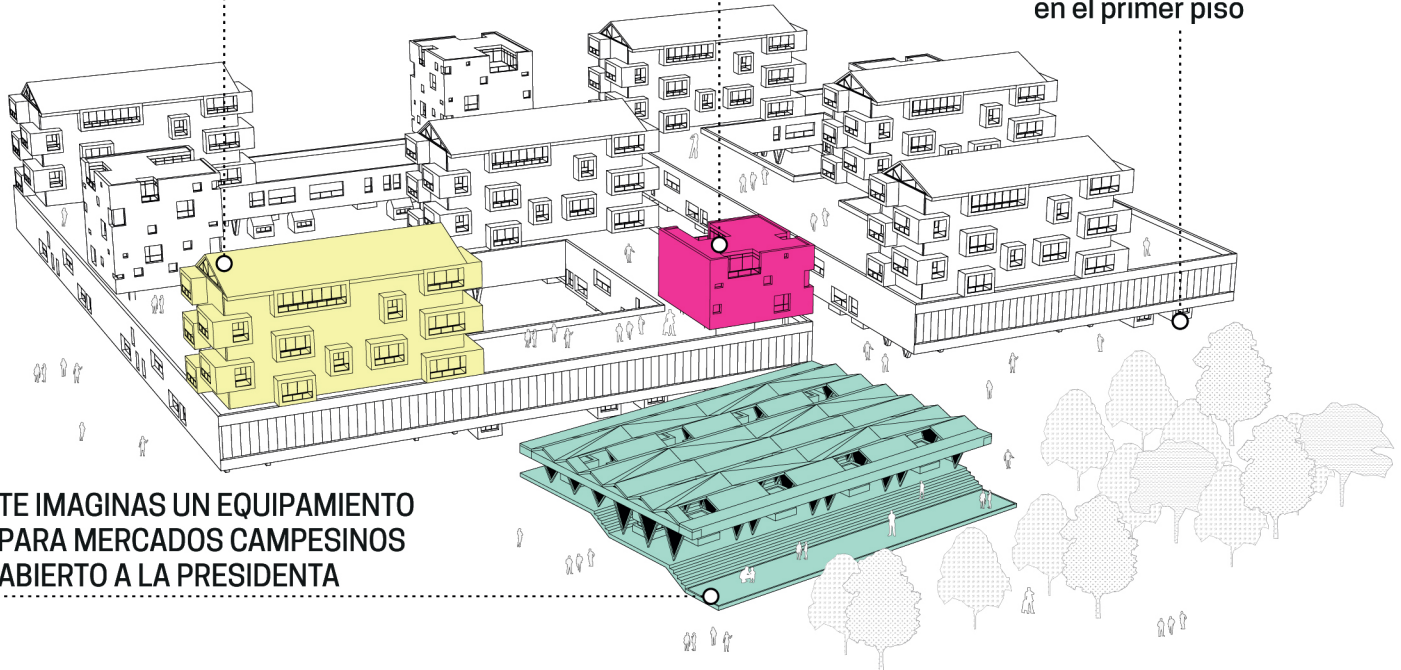 en el primer piso
TE IMAGINAS UN EQUIPAMIENTO
PARA MERCADOS CAMPESINOS
ABIERTO A LA PRESIDENTA